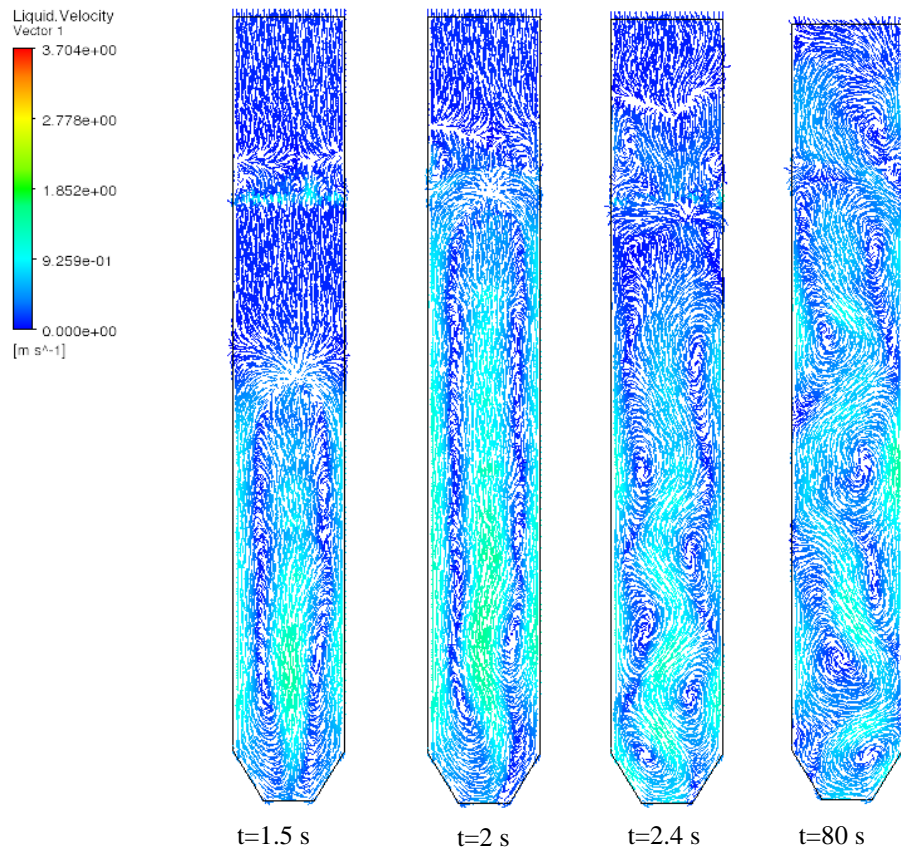 Liquid.Velocity
Vector 1
3.704e+00
2.778e+00
1.852e+00
9.259e-01
0.000e+00
[m s^-1]
t=1.5 s
t=2 s
t=2.4 s
t=80 s